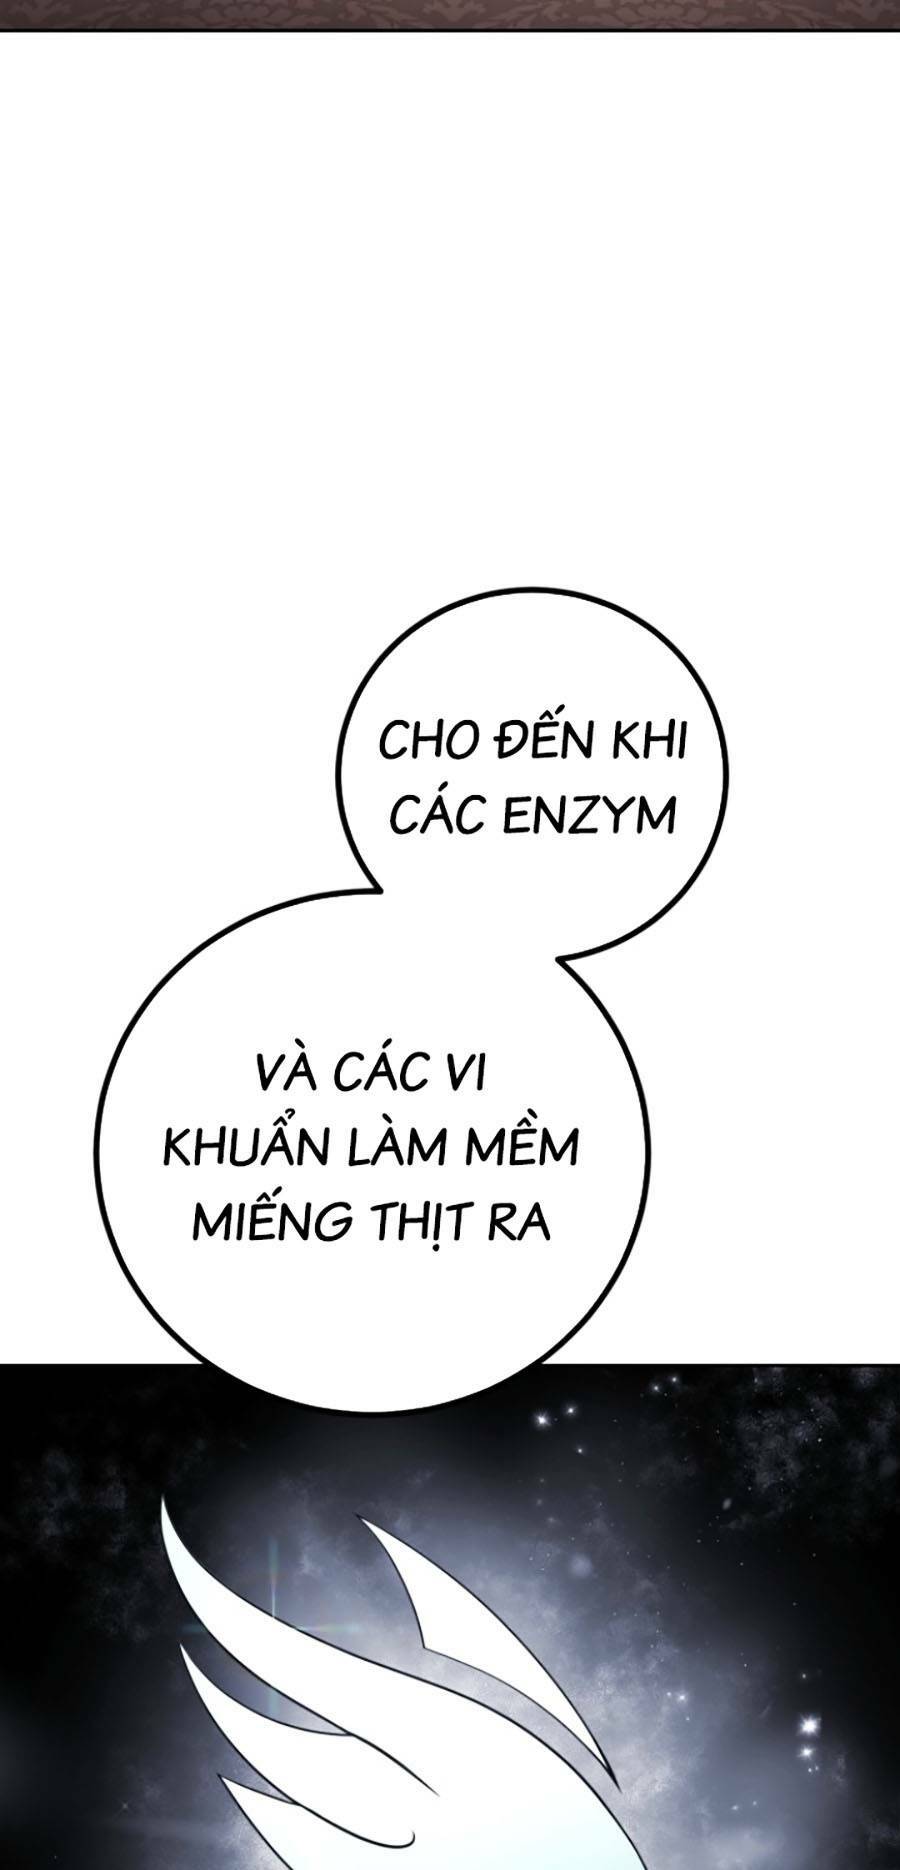 CHO ĐẾN KHI
CÁC ENZYM
VÀ CÁC VI
KHUẨN LÀM MỀM
MIẾNG THỊT RA